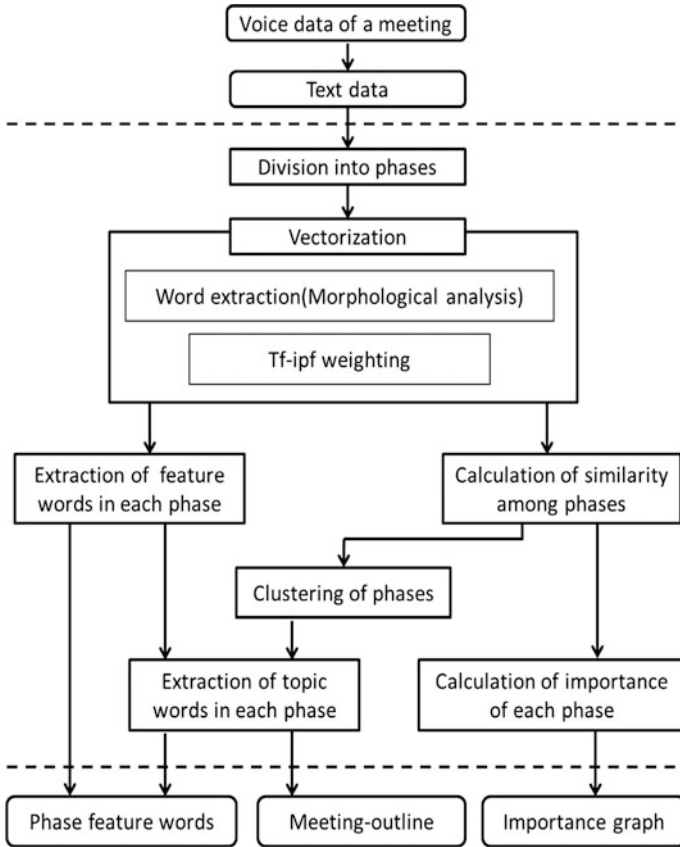 Voice data of a meeting
Text data
Division into phases
Vectorization
Word extraction(Morphological analysis)
Tf-ipf weighting
Extraction of feature
words in each phase
Calculation of similarity
among phases
Clustering of phases
Extraction of topic
words in each phase
Calculation of importance
of each phase
Phase feature words
Meeting-outline
Importance graph